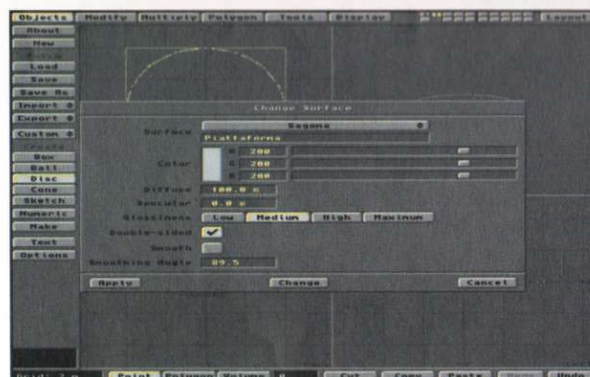 Objects Modify Multiply Polygon Tools Display Layout
About
New
Load
Save
Save As
Import
Export
Custom
Create
Box
Ball
Disc
Cone
Sketch
Numeric
Make
Text
Options
Change Surface
Surface Sagoma
Piattaforma
Color R 200
G 200
B 200
Diffuse 100.0
Specular 0.0
Glossiness Low Medium High Maximum
Double-sided
Smooth
Smoothing Angle 89.5
Apply Change Cancel
Grid: 2 m Point Polygon Volume Cut Copy Paste Undo